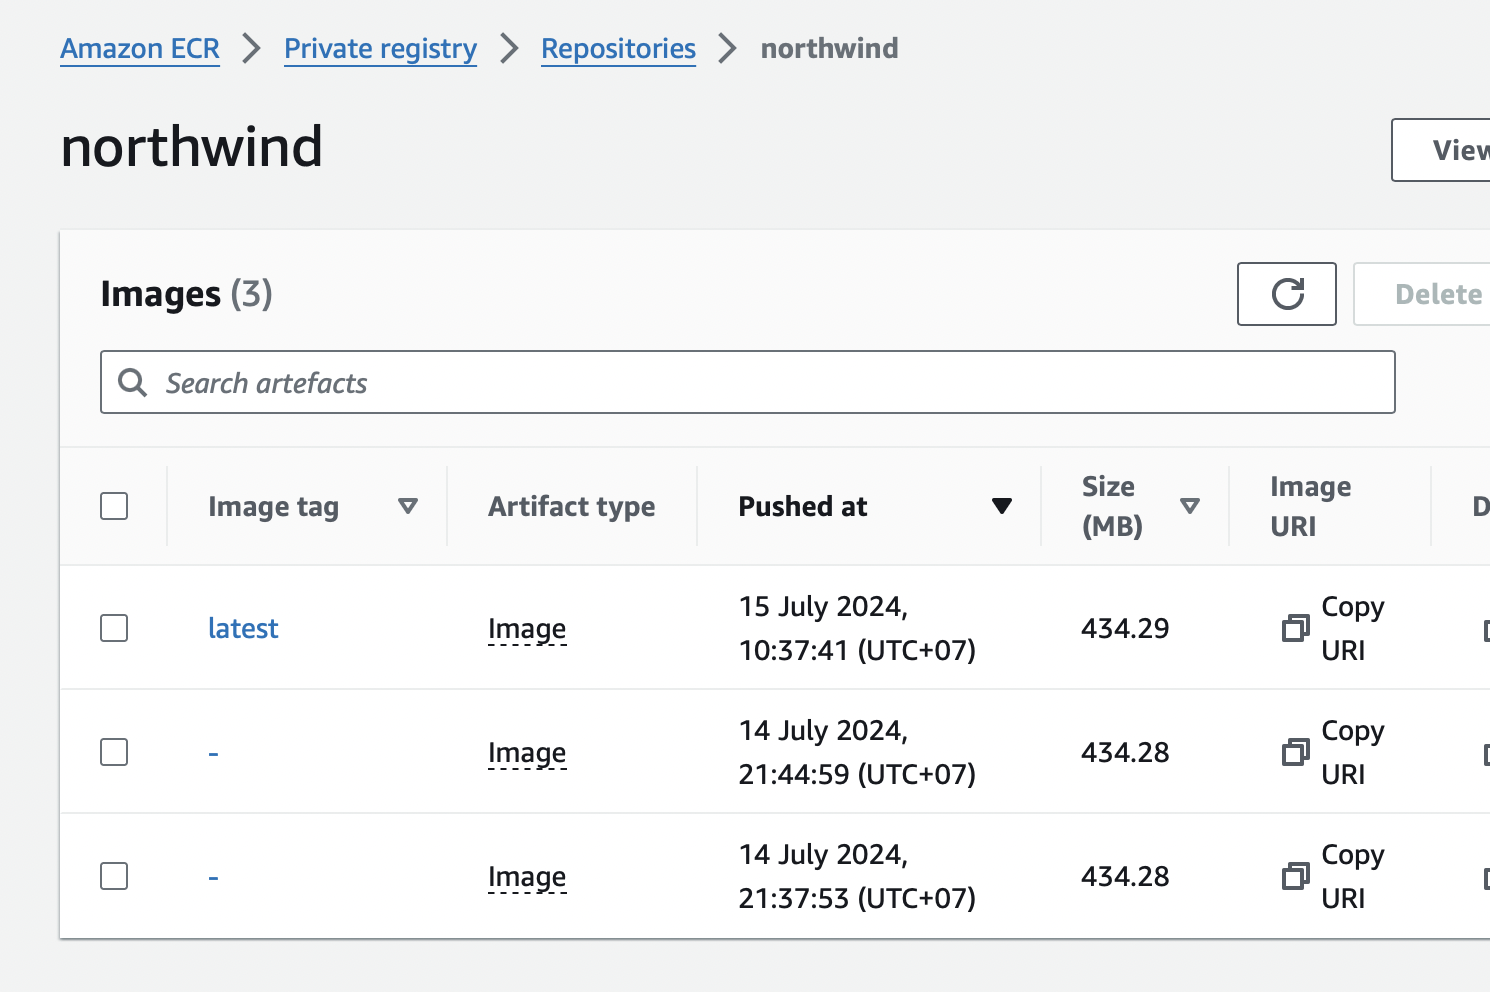 Amazon ECR > Private registry > Repositories > northwind
northwind
View
Images (3)
Delete
Search artefacts
Image tag
Artifact type
Pushed at
Size
(MB)
Image
URI
D
latest
Image
15 July 2024,
10:37:41 (UTC+07)
434.29
Copy
URI
-
Image
14 July 2024,
21:44:59 (UTC+07)
434.28
Copy
URI
-
Image
14 July 2024,
21:37:53 (UTC+07)
434.28
Copy
URI